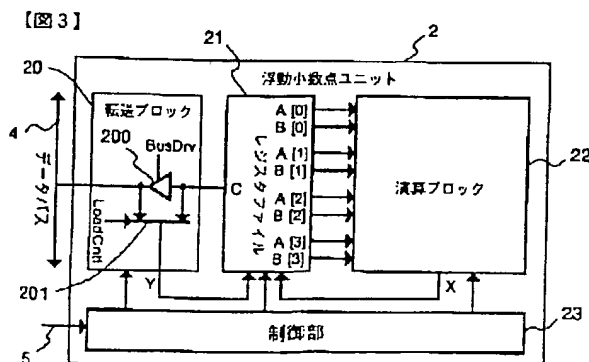 【図3】
2
浮動小数点ユニット
20
21
転送ブロック
4
200
BusDrv
データバス
LoadCntl
201
C
レジスタファイル
A [0]
B [0]
A [1]
B [1]
A [2]
B [2]
A [3]
B [3]
演算ブロック
22
Y
X
制御部
23
5